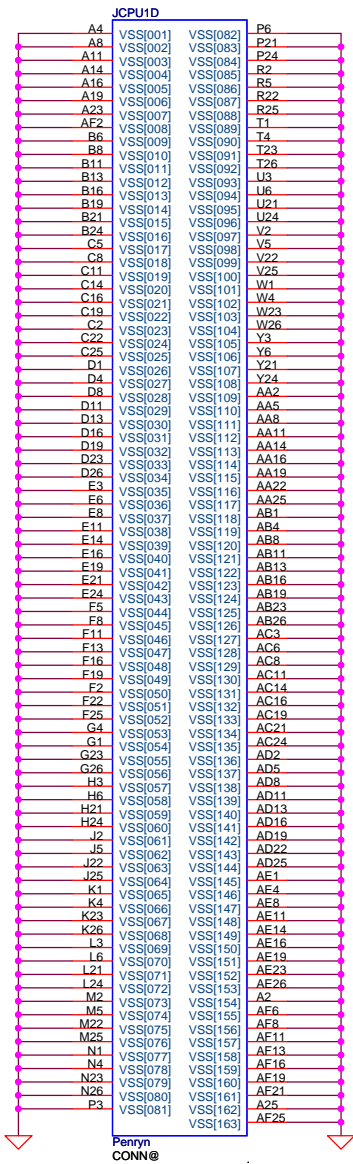 JCPU1D
A4 VSS[001] VSS[082] P6
A8 VSS[002] VSS[083] P21
A11 VSS[003] VSS[084] P24
A14 VSS[004] VSS[085] R2
A16 VSS[005] VSS[086] R5
A19 VSS[006] VSS[087] R22
A23 VSS[007] VSS[088] R25
AF2 VSS[008] VSS[089] T1
B6 VSS[009] VSS[090] T4
B8 VSS[010] VSS[091] T23
B11 VSS[011] VSS[092] T26
B13 VSS[012] VSS[093] U3
B16 VSS[013] VSS[094] U6
B19 VSS[014] VSS[095] U21
B21 VSS[015] VSS[096] U24
B24 VSS[016] VSS[097] V2
C5 VSS[017] VSS[098] V5
C8 VSS[018] VSS[099] V22
C11 VSS[019] VSS[100] V25
C14 VSS[020] VSS[101] W1
C16 VSS[021] VSS[102] W4
C19 VSS[022] VSS[103] W23
C2 VSS[023] VSS[104] W26
C22 VSS[024] VSS[105] Y3
C25 VSS[025] VSS[106] Y6
D1 VSS[026] VSS[107] Y21
D4 VSS[027] VSS[108] Y24
D8 VSS[028] VSS[109] AA2
D11 VSS[029] VSS[110] AA5
D13 VSS[030] VSS[111] AA8
D16 VSS[031] VSS[112] AA11
D19 VSS[032] VSS[113] AA14
D23 VSS[033] VSS[114] AA16
D26 VSS[034] VSS[115] AA19
E3 VSS[035] VSS[116] AA22
E6 VSS[036] VSS[117] AA25
E8 VSS[037] VSS[118] AB1
E11 VSS[038] VSS[119] AB4
E14 VSS[039] VSS[120] AB8
E16 VSS[040] VSS[121] AB11
E19 VSS[041] VSS[122] AB13
E21 VSS[042] VSS[123] AB16
E24 VSS[043] VSS[124] AB19
F5 VSS[044] VSS[125] AB23
F8 VSS[045] VSS[126] AB26
F11 VSS[046] VSS[127] AC3
F13 VSS[047] VSS[128] AC6
F16 VSS[048] VSS[129] AC8
F19 VSS[049] VSS[130] AC11
F2 VSS[050] VSS[131] AC14
F22 VSS[051] VSS[132] AC16
F25 VSS[052] VSS[133] AC19
G4 VSS[053] VSS[134] AC21
G1 VSS[054] VSS[135] AC24
G23 VSS[055] VSS[136] AD2
G26 VSS[056] VSS[137] AD5
H3 VSS[057] VSS[138] AD8
H6 VSS[058] VSS[139] AD11
H21 VSS[059] VSS[140] AD13
H24 VSS[060] VSS[141] AD16
J2 VSS[061] VSS[142] AD19
J5 VSS[062] VSS[143] AD22
J22 VSS[063] VSS[144] AD25
J25 VSS[064] VSS[145] AE1
K1 VSS[065] VSS[146] AE4
K4 VSS[066] VSS[147] AE8
K23 VSS[067] VSS[148] AE11
K26 VSS[068] VSS[149] AE14
L3 VSS[069] VSS[150] AE16
L6 VSS[070] VSS[151] AE19
L21 VSS[071] VSS[152] AE23
L24 VSS[072] VSS[153] AE26
M2 VSS[073] VSS[154] A2
M5 VSS[074] VSS[155] AF6
M22 VSS[075] VSS[156] AF8
M25 VSS[076] VSS[157] AF11
N1 VSS[077] VSS[158] AF13
N4 VSS[078] VSS[159] AF16
N23 VSS[079] VSS[160] AF19
N26 VSS[080] VSS[161] AF21
P3 VSS[081] VSS[162] A25
VSS[163] AF25
Penryn
CONN@